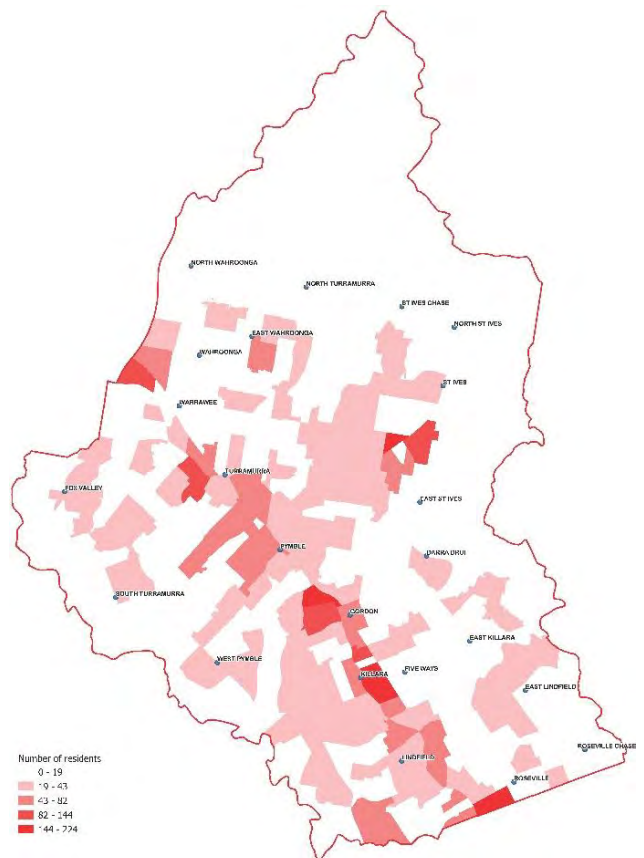 NORTH WAHROONGA
NORTH TURRAMURRA
ST IVES CHASE
NORTH ST IVES
EAST WAHROONGA
WAHROONGA
ST IVES
WARRAWEE
TURRAMURRA
FOX VALLEY
EAST ST IVES
PYMBLE
DARRA DRUI
SOUTH TURRAMURRA
GORDON
EAST KILLARA
WEST PYMBLE
FIVE WAYS
KILLARA
EAST LINDFIELD
ROSEVILLE CHASE
LINDFIELD
ROSEVILLE
Number of residents
0 - 19
19 - 43
43 - 82
82 - 144
144 - 224